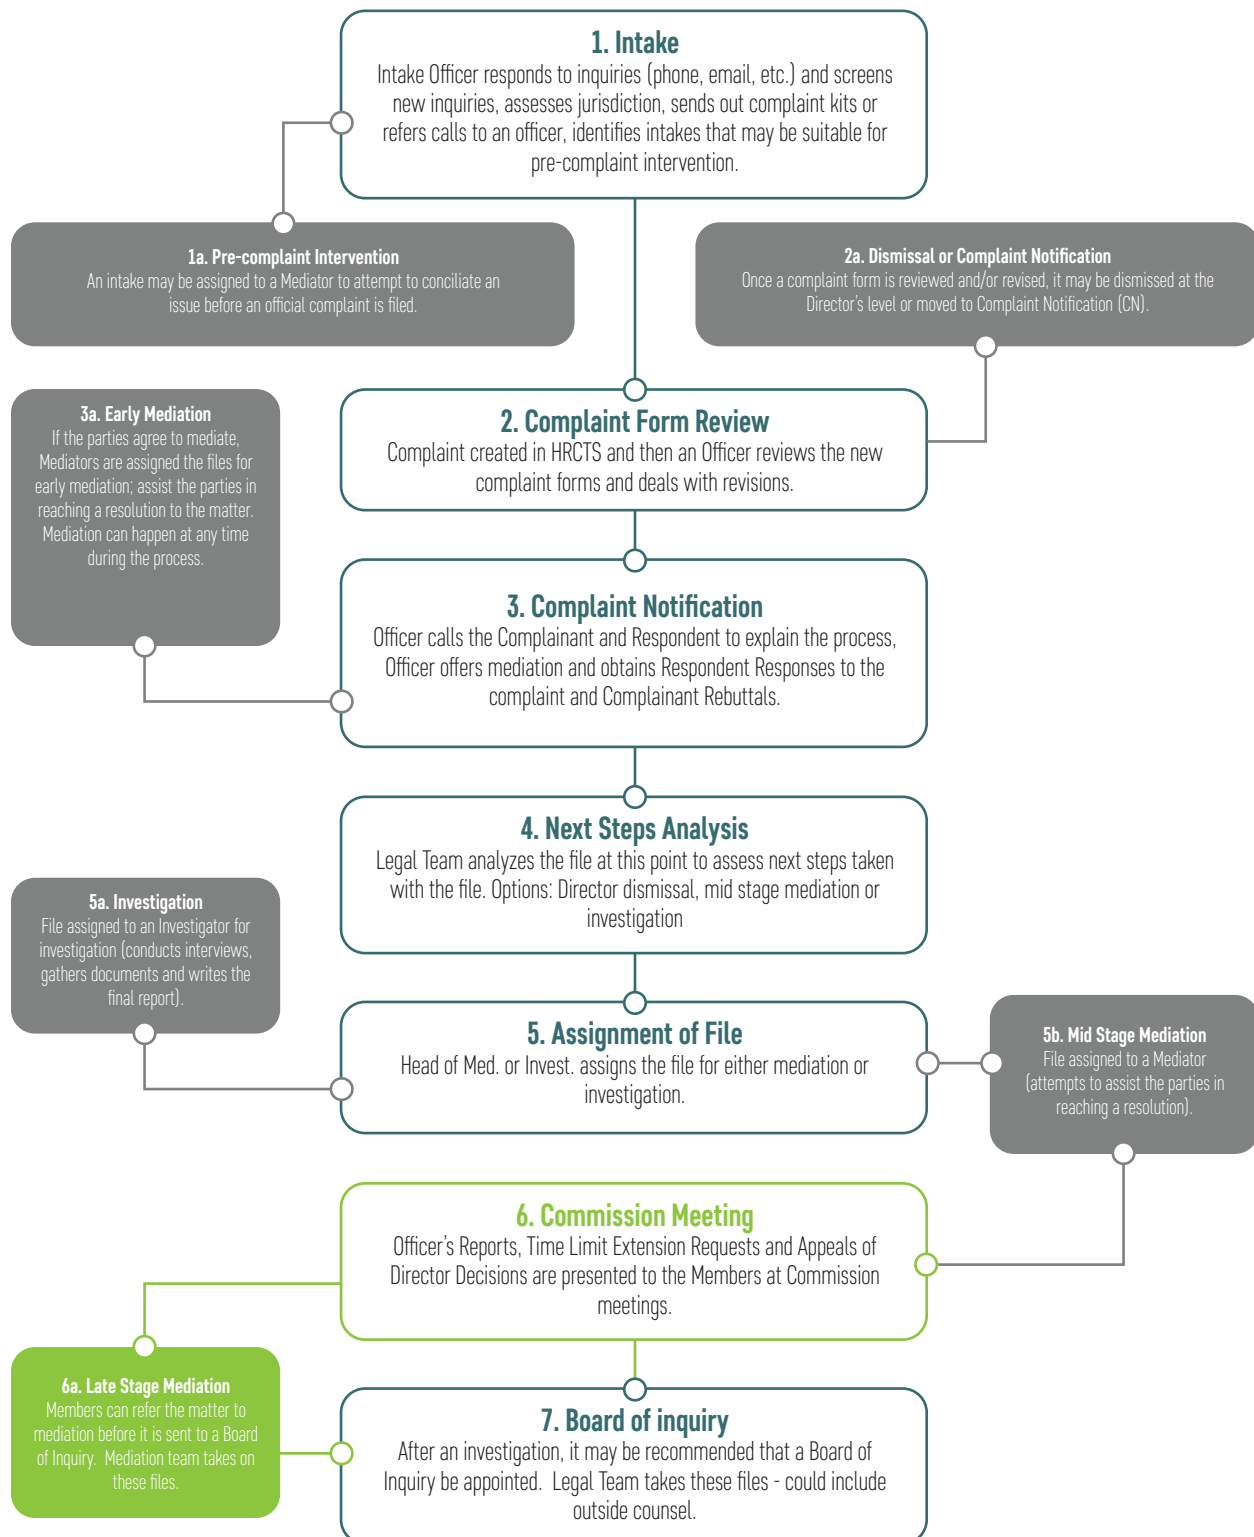 1. Intake
Intake Officer responds to inquiries (phone, email, etc.) and screens
new inquiries, assesses jurisdiction, sends out complaint kits or
refers calls to an officer, identifies intakes that may be suitable for
pre-complaint intervention.
1a. Pre-complaint Intervention
An intake may be assigned to a Mediator to attempt to conciliate an
issue before an official complaint is filed.
2a. Dismissal or Complaint Notification
Once a complaint form is reviewed and/or revised, it may be dismissed at the
Director's level or moved to Complaint Notification (CN).
3a. Early Mediation
If the parties agree to mediate,
Mediators are assigned the files for
early mediation; assist the parties in
reaching a resolution to the matter.
Mediation can happen at any time
during the process.
2. Complaint Form Review
Complaint created in HRCTS and then an Officer reviews the new
complaint forms and deals with revisions.
3. Complaint Notification
Officer calls the Complainant and Respondent to explain the process,
Officer offers mediation and obtains Respondent Responses to the
complaint and Complainant Rebuttals.
4. Next Steps Analysis
Legal Team analyzes the file at this point to assess next steps taken
with the file. Options: Director dismissal, mid stage mediation or
investigation
5a. Investigation
File assigned to an Investigator for
investigation (conducts interviews,
gathers documents and writes the
final report).
5. Assignment of File
Head of Med. or Invest. assigns the file for either mediation or
investigation.
5b. Mid Stage Mediation
File assigned to a Mediator
(attempts to assist the parties in
reaching a resolution).
6. Commission Meeting
Officer's Reports, Time Limit Extension Requests and Appeals of
Director Decisions are presented to the Members at Commission
meetings.
6a. Late Stage Mediation
Members can refer the matter to
mediation before it is sent to a Board
of Inquiry. Mediation team takes on
these files.
7. Board of inquiry
After an investigation, it may be recommended that a Board of
Inquiry be appointed. Legal Team takes these files - could include
outside counsel.